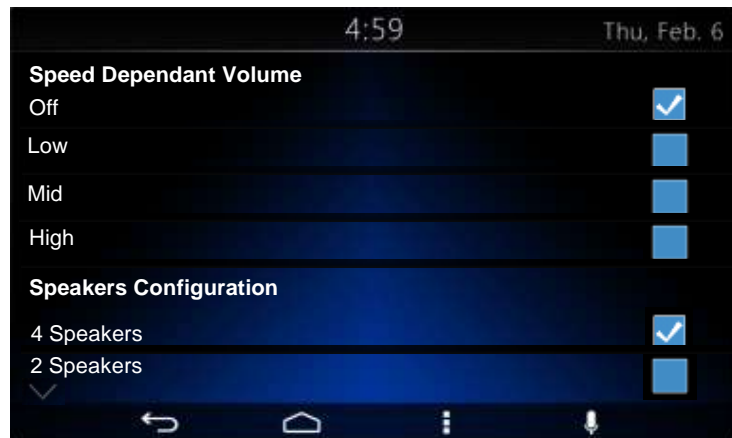 4:59 Thu, Feb. 6
Speed Dependant Volume
Off
Low
Mid
High
Speakers Configuration
4 Speakers
2 Speakers